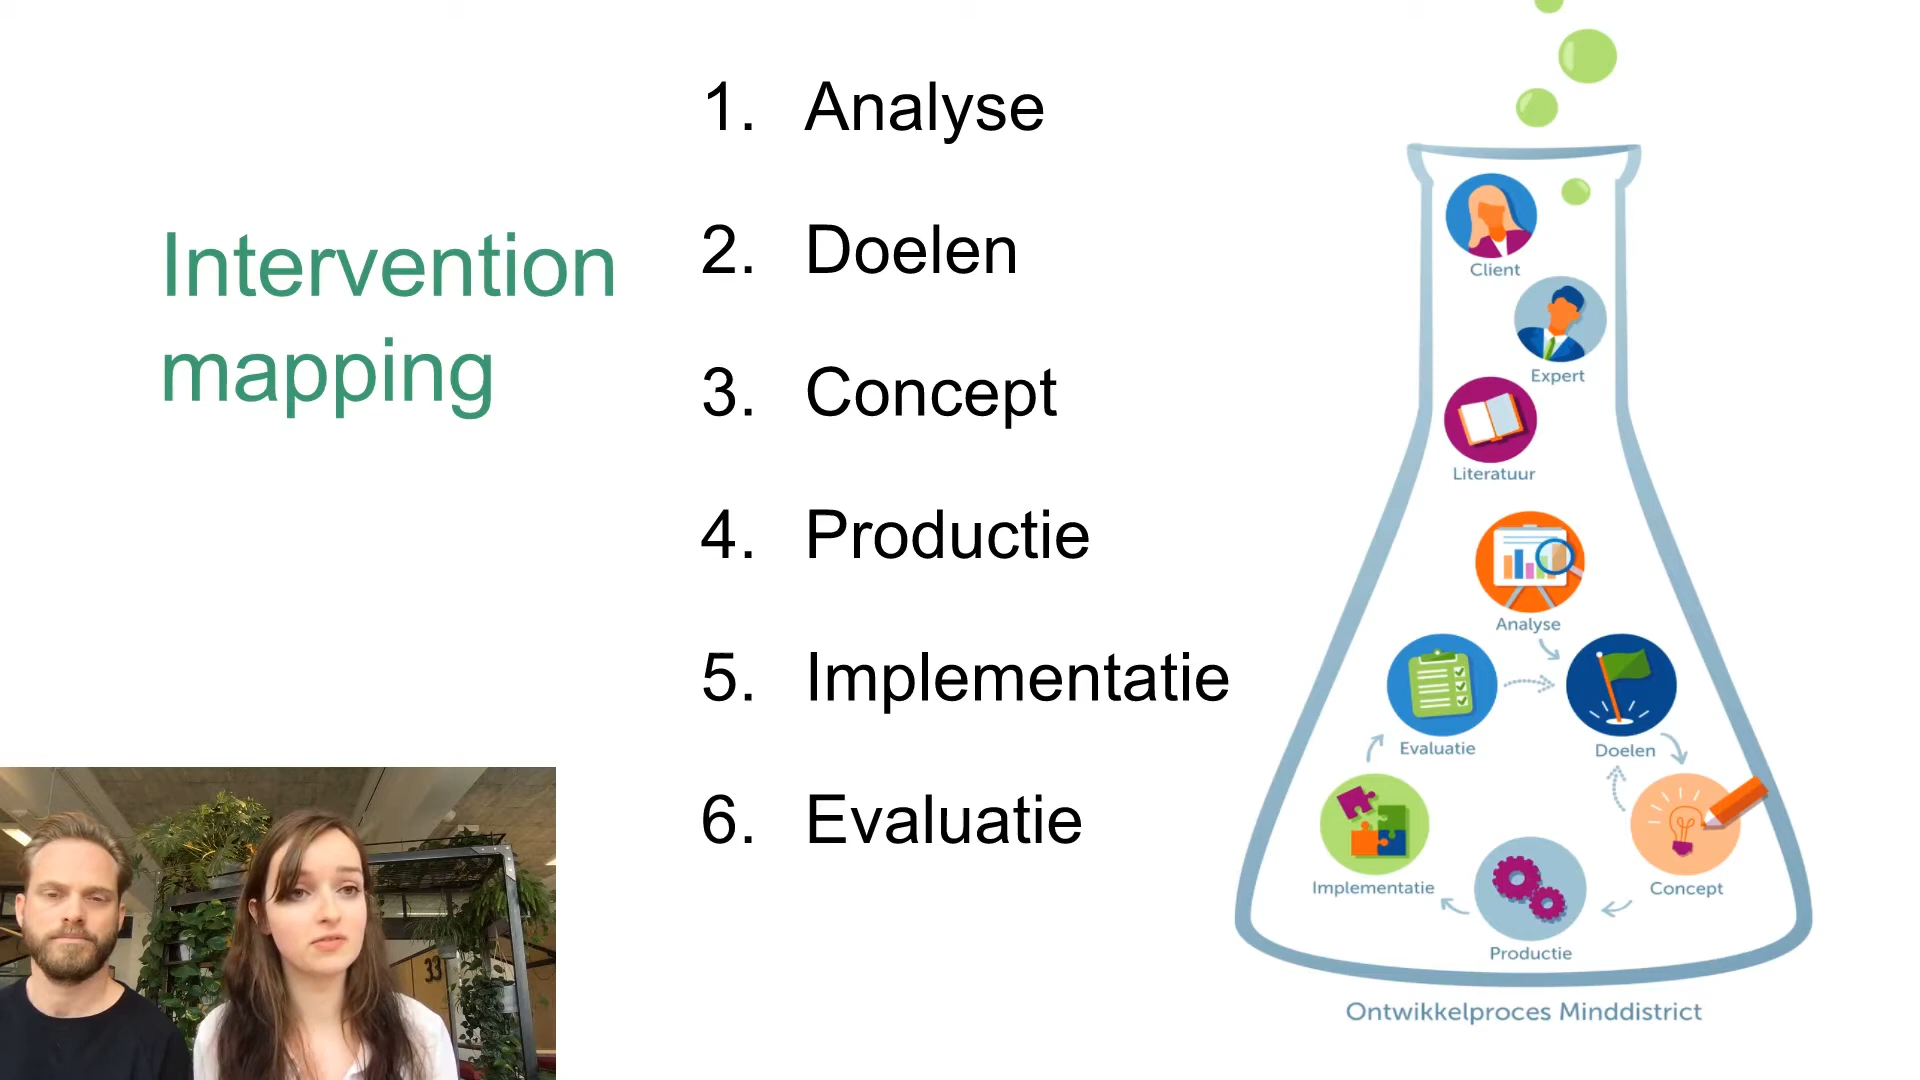 Intervention
mapping
1. Analyse
2. Doelen
3. Concept
4. Productie
5. Implementatie
6. Evaluatie
Client
Expert
Literatuur
Analyse
Evaluatie
Doelen
Implementatie
Concept
Productie
Ontwikkelproces Minddistrict
33